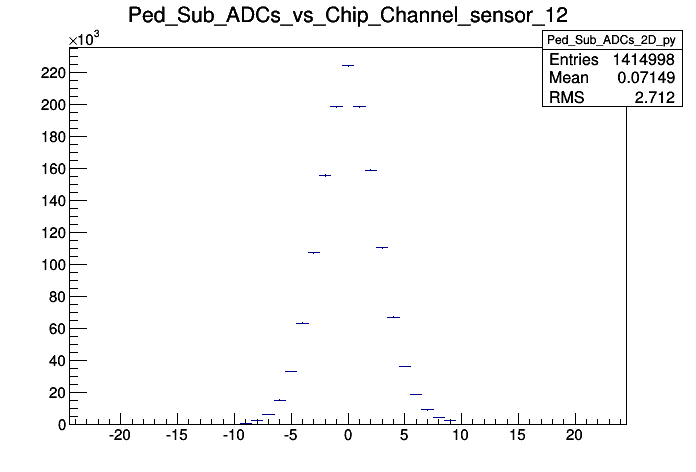 Ped_Sub_ADCs_vs_Chip_Channel_sensor_12
×10³
Ped_Sub_ADCs_2D_py
Entries 1414998
Mean 0.07149
RMS 2.712
220
200
180
160
140
120
100
80
60
40
20
0
-20 -15 -10 -5 0 5 10 15 20